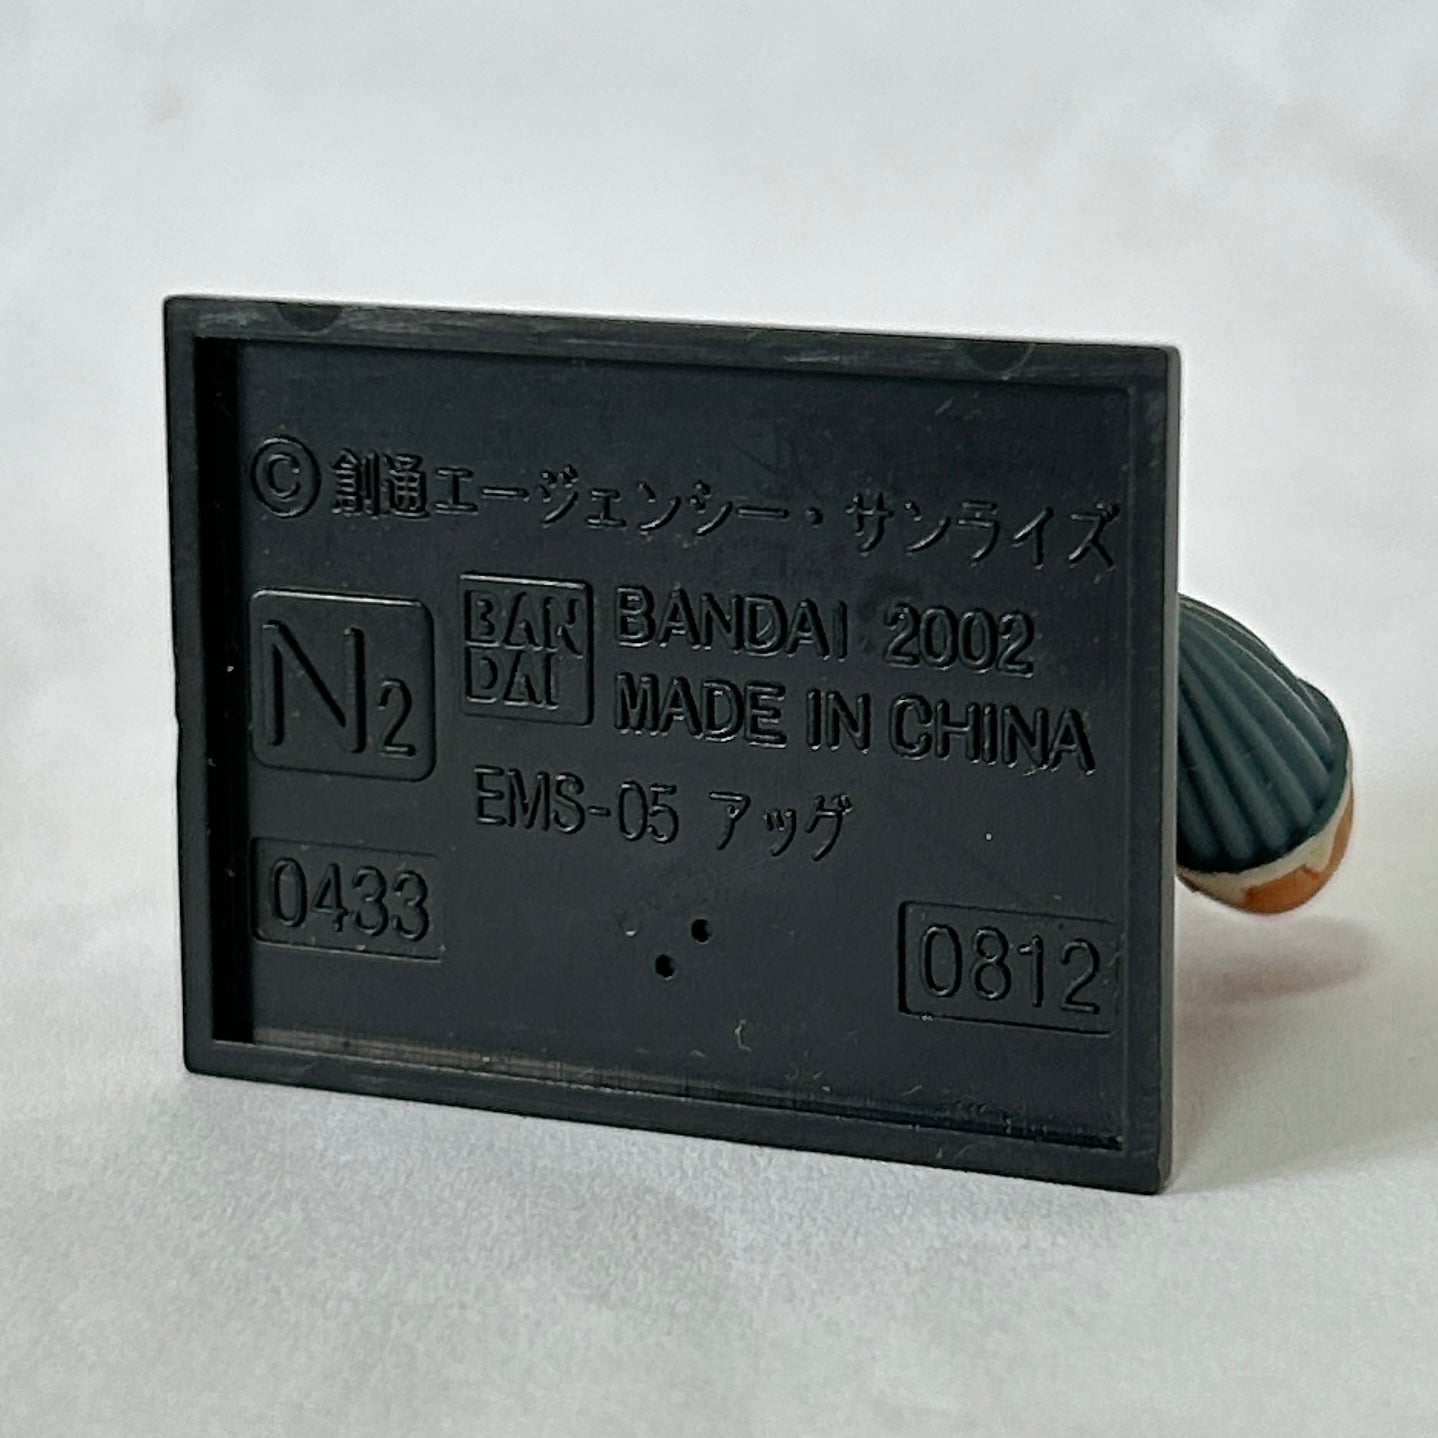 ©創通エージェンシー・サンライズ
N2
BAN
DAI
BANDAI 2002
MADE IN CHINA
EMS-05 アッグ
0433
0812